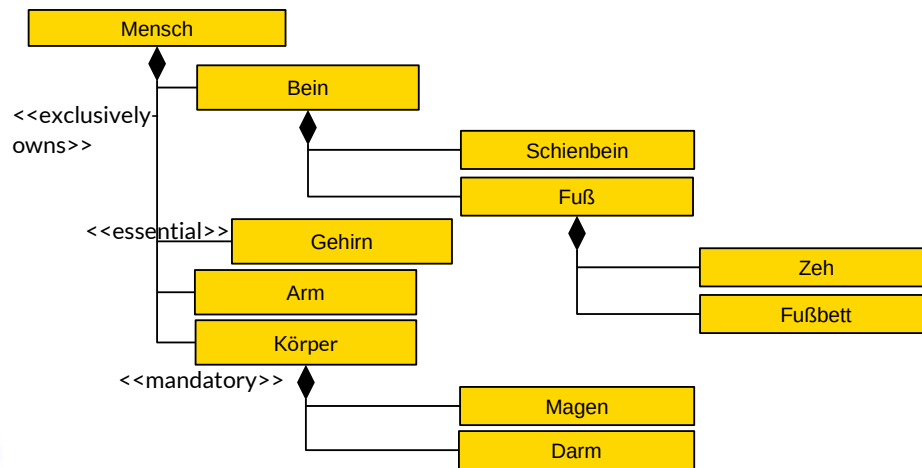 Mensch
Bein
<<exclusively
owns>>
Schienbein
Fuß
<<essential>>
Gehirn
Zeh
Arm
Fußbett
Körper
<<mandatory>>
Magen
Darm